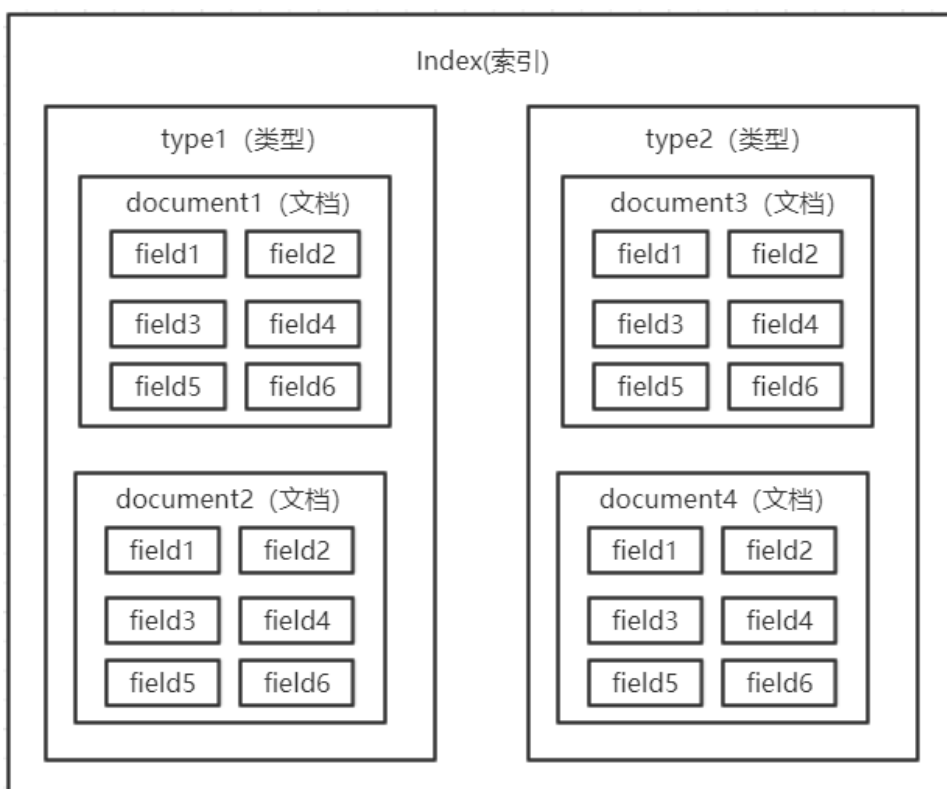 Index(索引)
type1（类型）
document1（文档）
field1 field2
field3 field4
field5 field6
document2（文档）
field1 field2
field3 field4
field5 field6
type2（类型）
document3（文档）
field1 field2
field3 field4
field5 field6
document4（文档）
field1 field2
field3 field4
field5 field6